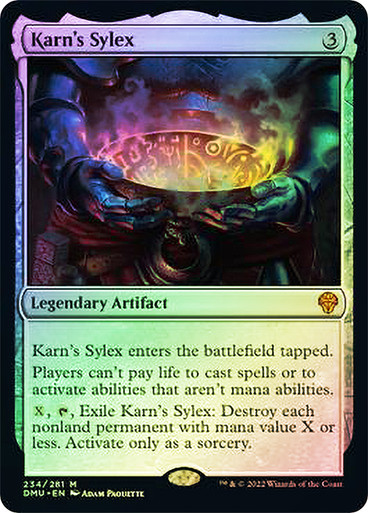 Karn's Sylex 3
Legendary Artifact
Karn's Sylex enters the battlefield tapped.
Players can't pay life to cast spells or to
activate abilities that aren't mana abilities.
X, , Exile Karn's Sylex: Destroy each
nonland permanent with mana value X or
less. Activate only as a sorcery.
234/281 M
DMU • EN Adam Paquette
™ & © 2022 Wizards of the Coast